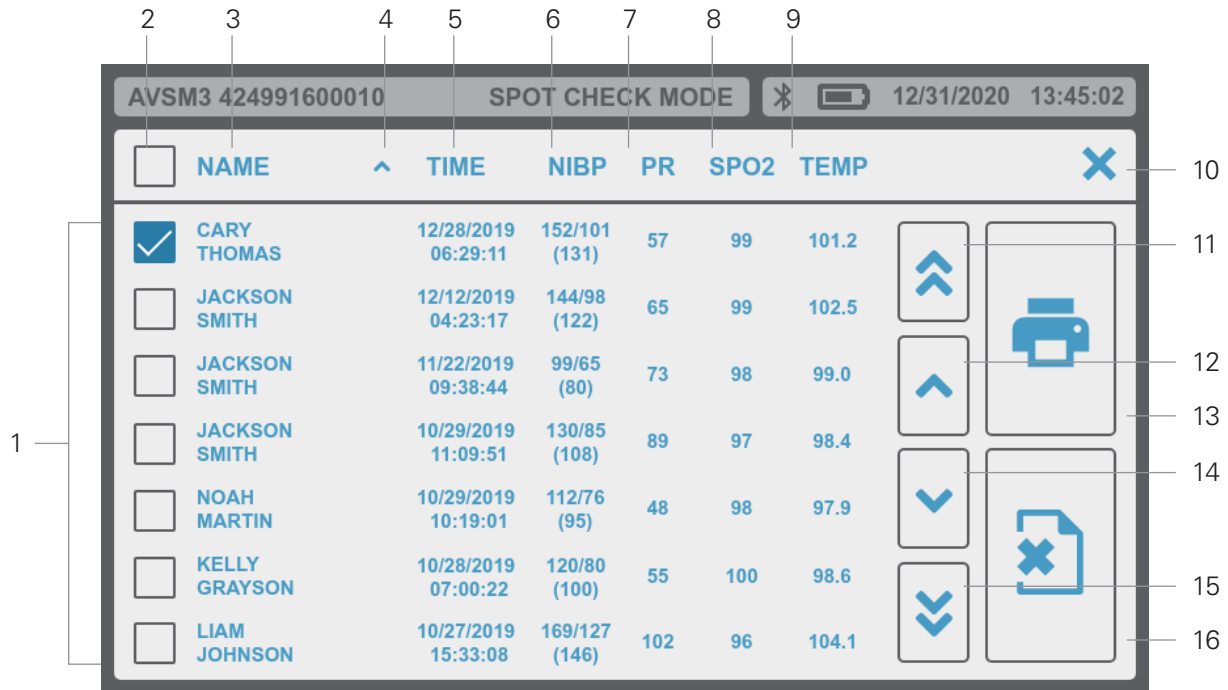 2 3 4 5 6 7 8 9
AVSM3 424991600010 SPOT CHECK MODE 12/31/2020 13:45:02
NAME TIME NIBP PR SPO2 TEMP 10
CARY 12/28/2019 152/101 57 99 101.2 11
THOMAS 06:29:11 (131)
JACKSON 12/12/2019 144/98 65 99 102.5
SMITH 04:23:17 (122)
JACKSON 11/22/2019 99/65 73 98 99.0 12
SMITH 09:38:44 (80)
13
JACKSON 10/29/2019 130/85 89 97 98.4
1 SMITH 11:09:51 (108) 14
NOAH 10/29/2019 112/76 48 98 97.9
MARTIN 10:19:01 (95)
KELLY 10/28/2019 120/80 55 100 98.6 15
GRAYSON 07:00:22 (100)
LIAM 10/27/2019 169/127 102 96 104.1 16
JOHNSON 15:33:08 (146)